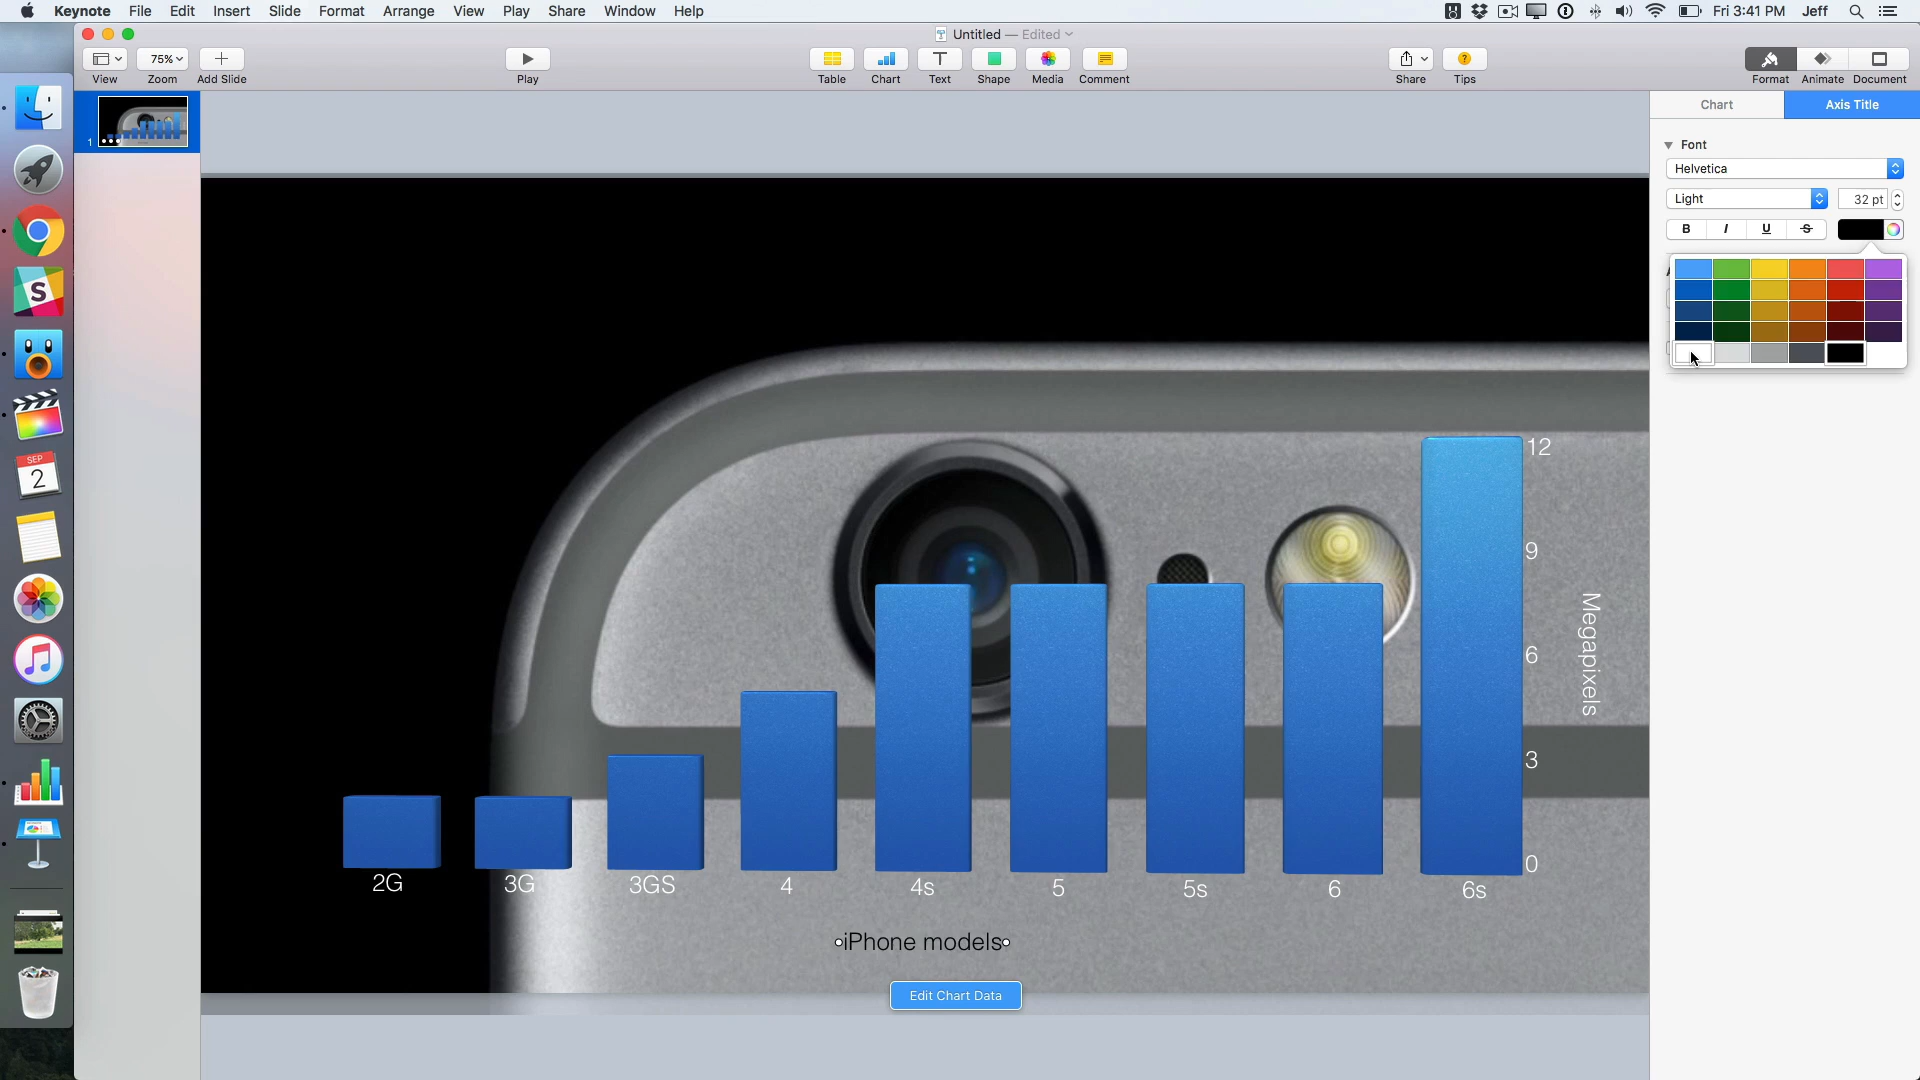 Keynote File Edit Insert Slide Format Arrange View Play Share Window Help Fri 3:41 PM Jeff
Untitled — Edited
75%
View Zoom Add Slide Play Table Chart Text Shape Media Comment Share Tips Format Animate Document
1
Chart Axis Title
Font
Helvetica
Light 32 pt
B I U S
S
SEP
2
12
9
6
3
0
Megapixels
2G 3G 3GS 4 4s 5 5s 6 6s
iPhone models
Edit Chart Data